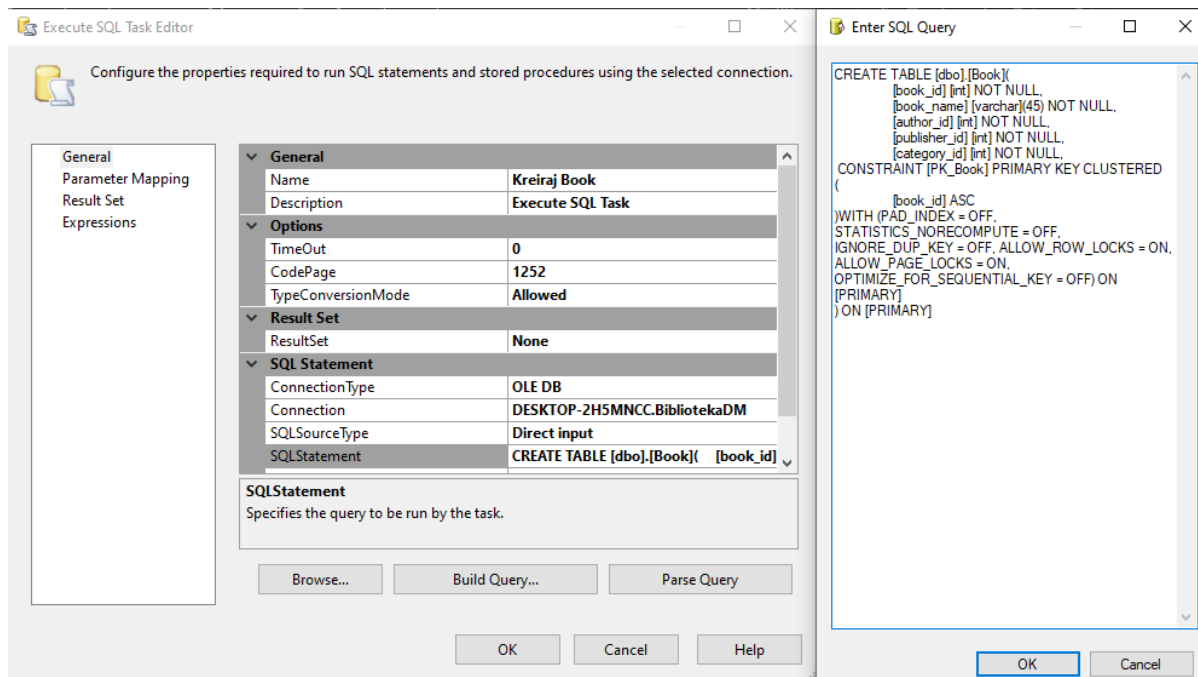 Execute SQL Task Editor
Configure the properties required to run SQL statements and stored procedures using the selected connection.
General
Parameter Mapping
Result Set
Expressions
General
Name Kreiraj Book
Description Execute SQL Task
Options
TimeOut 0
CodePage 1252
TypeConversionMode Allowed
Result Set
ResultSet None
SQL Statement
ConnectionType OLE DB
Connection DESKTOP-2H5MNCC.BibliotekaDM
SQLSourceType Direct input
SQLStatement CREATE TABLE [dbo].[Book]( [book_id]
SQLStatement
Specifies the query to be run by the task.
Browse...
Build Query...
Parse Query
OK
Cancel
Help
Enter SQL Query
CREATE TABLE [dbo].[Book](
[book_id] [int] NOT NULL,
[book_name] [varchar](45) NOT NULL,
[author_id] [int] NOT NULL,
[publisher_id] [int] NOT NULL,
[category_id] [int] NOT NULL,
CONSTRAINT [PK_Book] PRIMARY KEY CLUSTERED
(
[book_id] ASC
)WITH (PAD_INDEX = OFF,
STATISTICS_NORECOMPUTE = OFF,
IGNORE_DUP_KEY = OFF, ALLOW_ROW_LOCKS = ON,
ALLOW_PAGE_LOCKS = ON,
OPTIMIZE_FOR_SEQUENTIAL_KEY = OFF) ON
[PRIMARY]
) ON [PRIMARY]
OK
Cancel